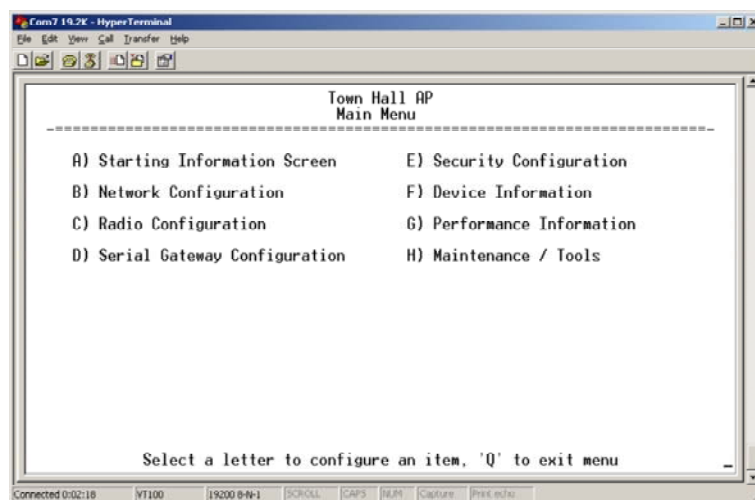 Com7 19.2K - HyperTerminal
File Edit View Call Transfer Help
Town Hall AP
Main Menu
-==========================================================================-
A) Starting Information Screen E) Security Configuration
B) Network Configuration F) Device Information
C) Radio Configuration G) Performance Information
D) Serial Gateway Configuration H) Maintenance / Tools
Select a letter to configure an item, 'Q' to exit menu
Connected 0:02:18 VT100 19200 8-N-1 SCROLL CAPS NUM Capture Print echo